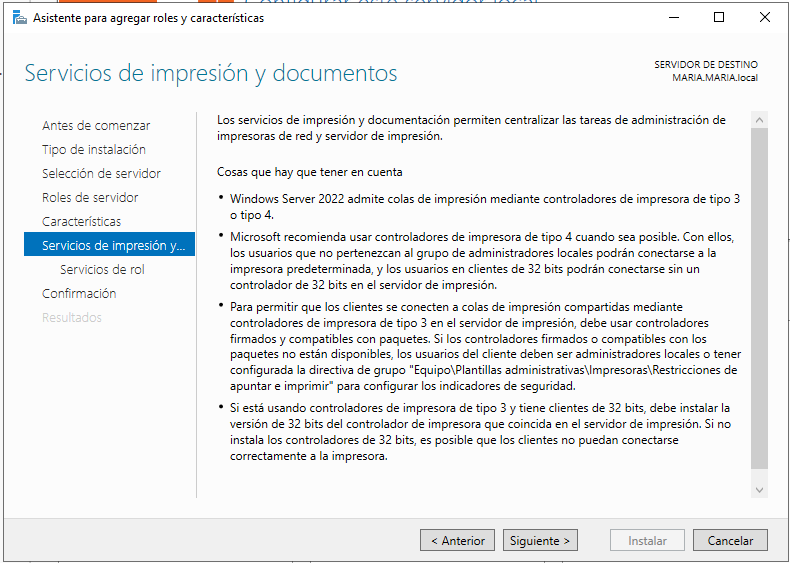 Asistente para agregar roles y características
Servicios de impresión y documentos
SERVIDOR DE DESTINO
MARIA.MARIA.local
Antes de comenzar
Tipo de instalación
Selección de servidor
Roles de servidor
Características
Servicios de impresión y...
Servicios de rol
Confirmación
Resultados
Los servicios de impresión y documentación permiten centralizar las tareas de administración de
impresoras de red y servidor de impresión.
Cosas que hay que tener en cuenta
• Windows Server 2022 admite colas de impresión mediante controladores de impresora de tipo 3
o tipo 4.
• Microsoft recomienda usar controladores de impresora de tipo 4 cuando sea posible. Con ellos,
los usuarios que no pertenezcan al grupo de administradores locales podrán conectarse a la
impresora predeterminada, y los usuarios en clientes de 32 bits podrán conectarse sin un
controlador de 32 bits en el servidor de impresión.
• Para permitir que los clientes se conecten a colas de impresión compartidas mediante
controladores de impresora de tipo 3 en el servidor de impresión, debe usar controladores
firmados y compatibles con paquetes. Si los controladores firmados o compatibles con los
paquetes no están disponibles, los usuarios del cliente deben ser administradores locales o tener
configurada la directiva de grupo "Equipo\Plantillas administrativas\Impresoras\Restricciones de
apuntar e imprimir" para configurar los indicadores de seguridad.
• Si está usando controladores de impresora de tipo 3 y tiene clientes de 32 bits, debe instalar la
versión de 32 bits del controlador de impresora que coincida en el servidor de impresión. Si no
instala los controladores de 32 bits, es posible que los clientes no puedan conectarse
correctamente a la impresora.
< Anterior
Siguiente >
Instalar
Cancelar